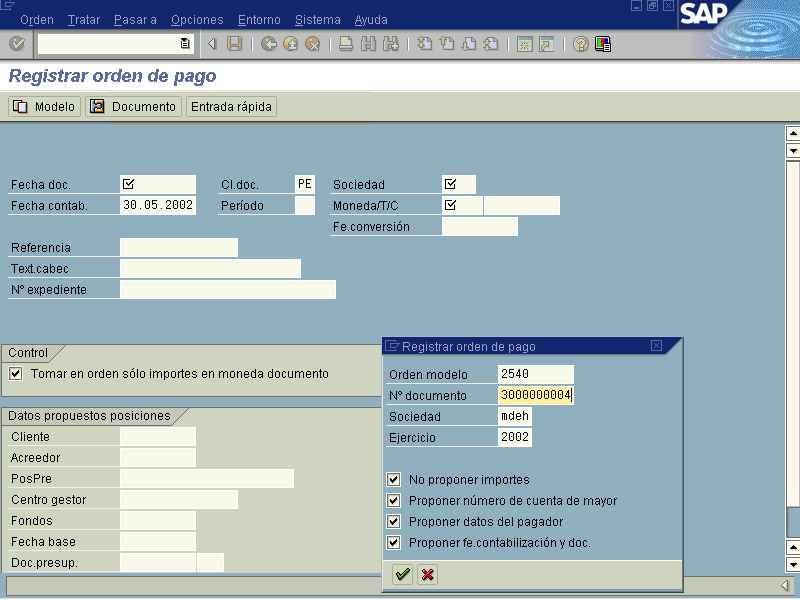 Orden Tratar Pasar a Opciones Entorno Sistema Ayuda
SAP
Registrar orden de pago
Modelo Documento Entrada rápida
Fecha doc. Cl.doc. PE Sociedad
Fecha contab. 30.05.2002 Período Moneda/T/C
Fe.conversión
Referencia
Text.cabec
Nº expediente
Control
Tomar en orden sólo importes en moneda documento
Datos propuestos posiciones
Cliente
Acreedor
PosPre
Centro gestor
Fondos
Fecha base
Doc.presup.
Registrar orden de pago
Orden modelo 2540
Nº documento 3000000004
Sociedad mdeh
Ejercicio 2002
No proponer importes
Proponer número de cuenta de mayor
Proponer datos del pagador
Proponer fe.contabilización y doc.